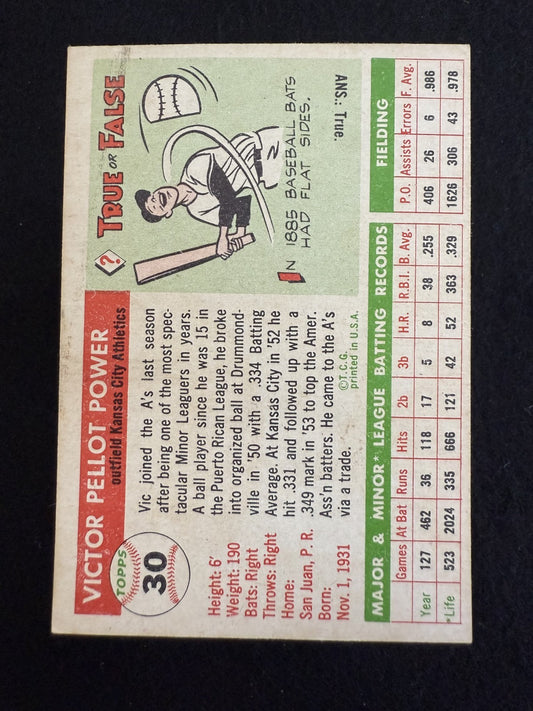 VICTOR PELLOT POWER
outfield Kansas City Athletics
TOPPS
30
Height: 6'
Weight: 190
Bats: Right
Throws: Right
Home:
San Juan, P. R.
Born:
Nov. 1, 1931
Vic joined the A's last season
after being one of the most spec-
tacular Minor Leaguers in years.
A ball player since he was 15 in
the Puerto Rican League, he broke
into organized ball at Drummond-
ville in '50 with a .334 Batting
Average. At Kansas City in '52 he
hit .331 and followed up with a
.349 mark in '53 to top the Amer.
Ass'n batters. He came to the A's
via a trade.
©T.C.G.
printed in U.S.A.
?
TRUE OR FALSE
IN 1885 BASEBALL BATS
HAD FLAT SIDES.
ANS.: True.
MAJOR & MINOR* LEAGUE BATTING RECORDS FIELDING
Games At Bat Runs Hits 2b 3b H.R. R.B.I. B. Avg. P.O. Assists Errors F. Avg.
Year 127 462 36 118 17 5 8 38 .255 406 26 6 .986
*Life 523 2024 335 666 121 42 52 363 .329 1626 306 43 .978